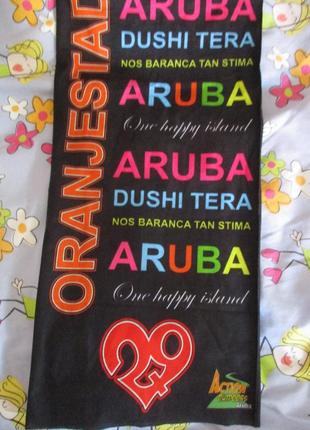 ORANJESTAD
ARUBA
DUSHI TERA
NOS BARANCA TAN STIMA
ARUBA
One happy island
ARUBA
DUSHI TERA
NOS BARANCA TAN STIMA
ARUBA
One happy island
Action